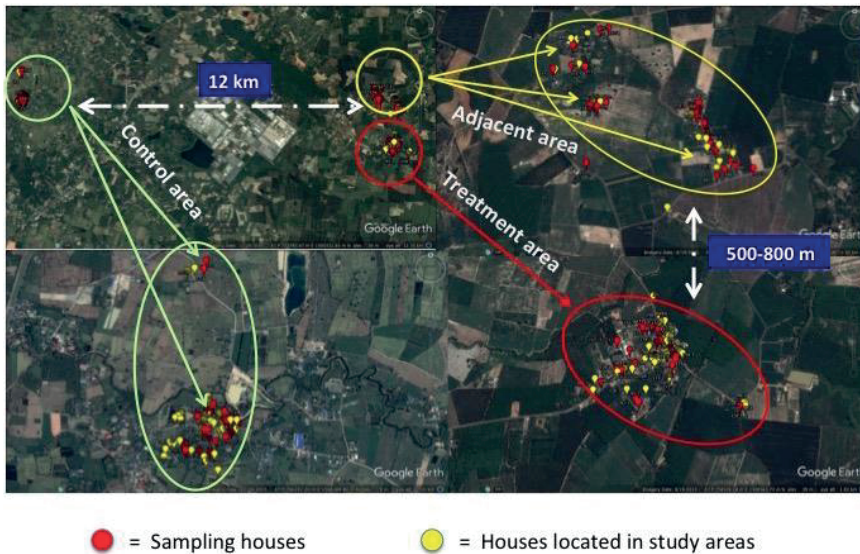 12 km
Control area
Google Earth
Adjacent area
Treatment area
500-800 m
Google Earth
Google Earth
Google Earth
= Sampling houses
= Houses located in study areas